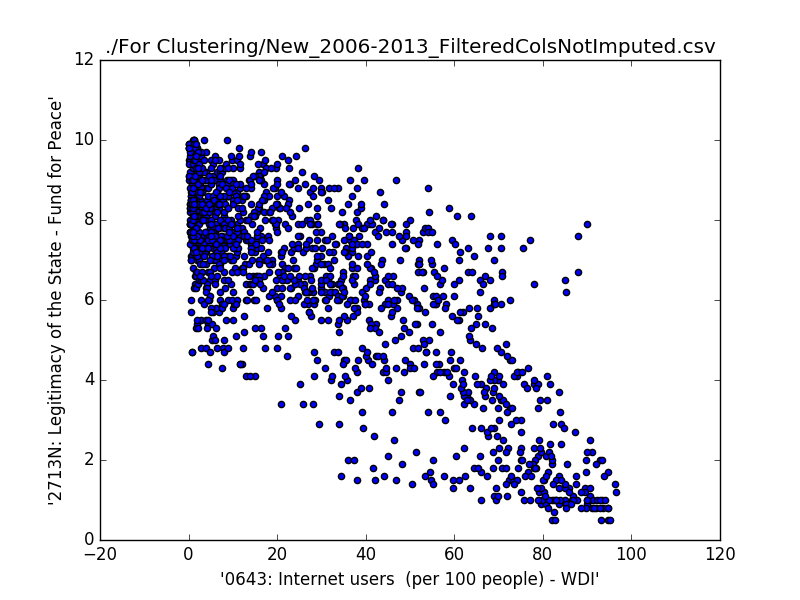 ./For Clustering/New_2006-2013_FilteredColsNotImputed.csv
'2713N: Legitimacy of the State - Fund for Peace'
12
10
8
6
4
2
0
−20 0 20 40 60 80 100 120
'0643: Internet users  (per 100 people) - WDI'